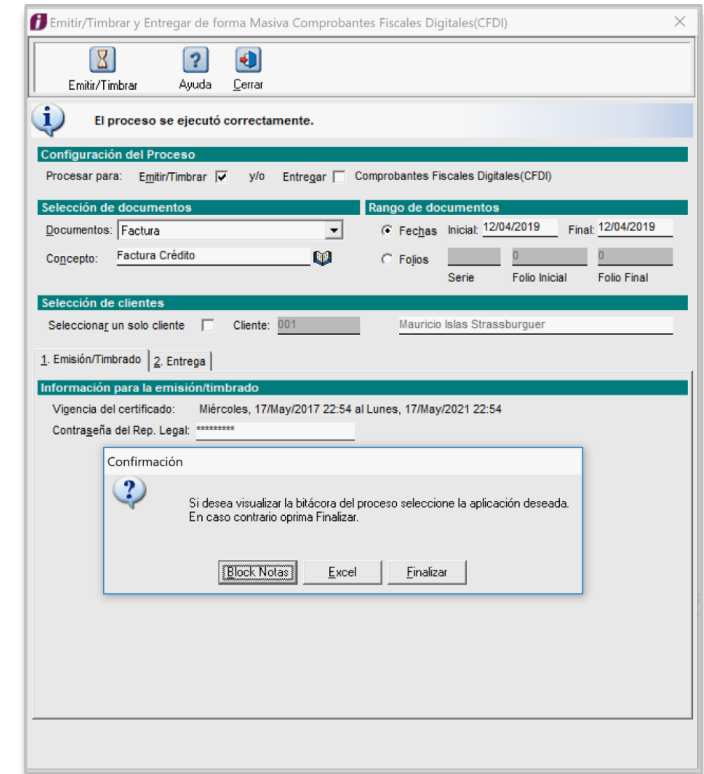 Emitir/Timbrar y Entregar de forma Masiva Comprobantes Fiscales Digitales(CFDI)
Emitir/Timbrar Ayuda Cerrar
El proceso se ejecutó correctamente.
Configuración del Proceso
Procesar para: Emitir/Timbrar y/o Entregar Comprobantes Fiscales Digitales(CFDI)
Selección de documentos Rango de documentos
Documentos: Factura Fechas Inicial: 12/04/2019 Final: 12/04/2019
Concepto: Factura Crédito Folios 0 0
Serie Folio Inicial Folio Final
Selección de clientes
Seleccionar un solo cliente Cliente: 001 Mauricio Islas Strassburguer
1. Emisión/Timbrado 2. Entrega
Información para la emisión/timbrado
Vigencia del certificado: Miércoles, 17/May/2017 22:54 al Lunes, 17/May/2021 22:54
Contraseña del Rep. Legal: *********
Confirmación
Si desea visualizar la bitácora del proceso seleccione la aplicación deseada.
En caso contrario oprima Finalizar.
Block Notas Excel Finalizar